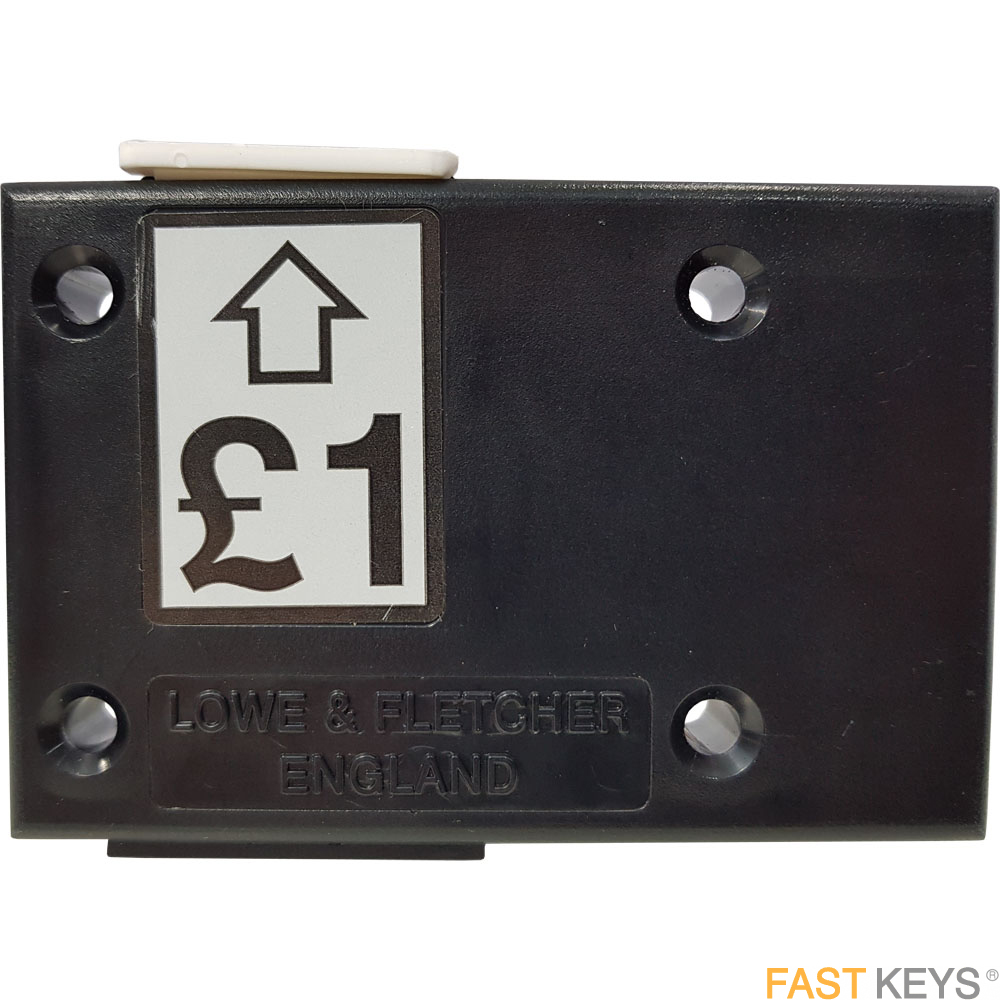 £1
LOWE & FLETCHER
ENGLAND
FAST KEYS®